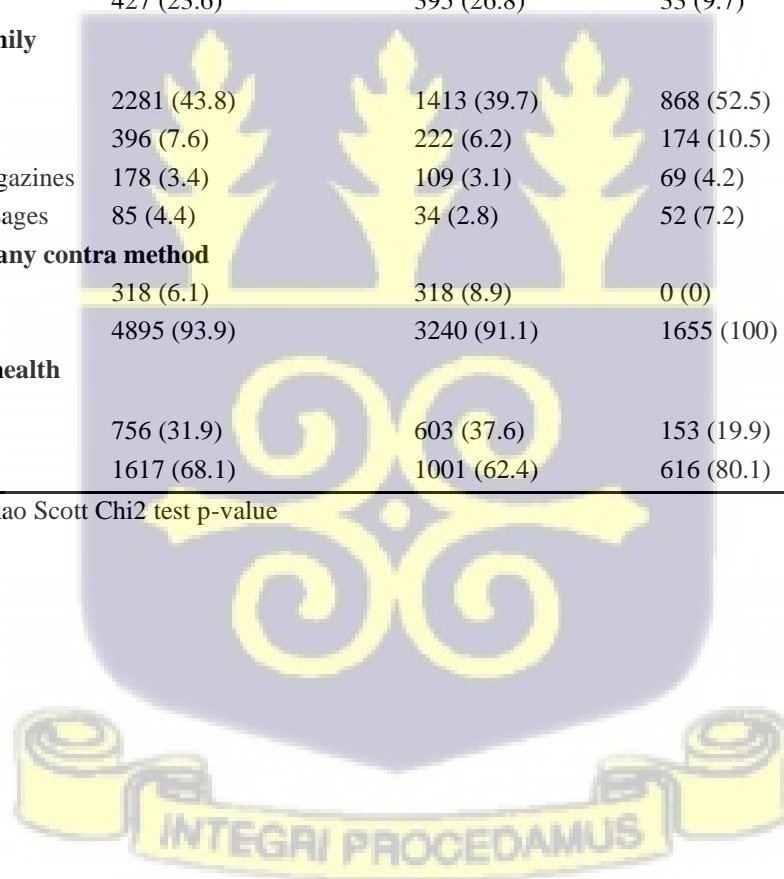 427 (23.6) 395 (26.8) 33 (9.7)
2281 (43.8) 1413 (39.7) 868 (52.5)
396 (7.6) 222 (6.2) 174 (10.5)
178 (3.4) 109 (3.1) 69 (4.2)
85 (4.4) 34 (2.8) 52 (7.2)
any contra method
318 (6.1) 318 (8.9) 0 (0)
4895 (93.9) 3240 (91.1) 1655 (100)
health
756 (31.9) 603 (37.6) 153 (19.9)
1617 (68.1) 1001 (62.4) 616 (80.1)
Scott Chi2 test p-value
INTEGRI PROCEDAMUS